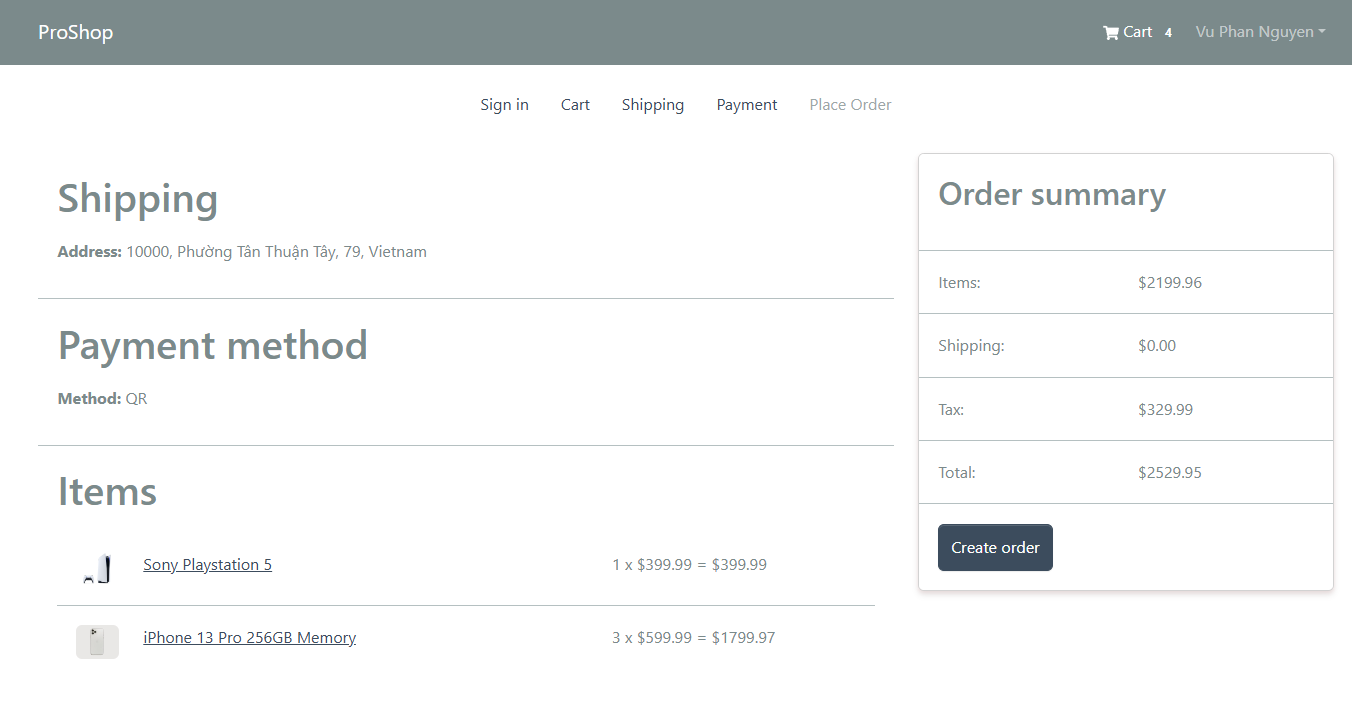 ProShop
Cart 4 Vu Phan Nguyen
Sign in Cart Shipping Payment Place Order
Shipping
Address: 10000, Phường Tân Thuận Tây, 79, Vietnam
Payment method
Method: QR
Items
Sony Playstation 5 1 x $399.99 = $399.99
iPhone 13 Pro 256GB Memory 3 x $599.99 = $1799.97
Order summary
Items: $2199.96
Shipping: $0.00
Tax: $329.99
Total: $2529.95
Create order